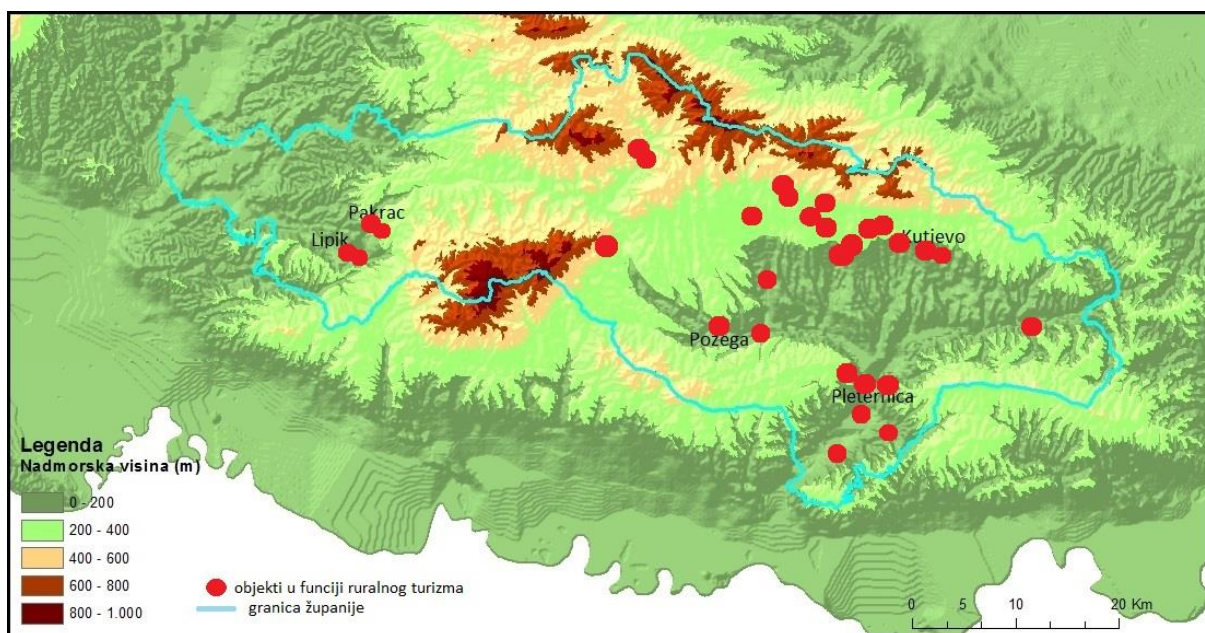 Pakrac
Lipik
Kutjevo
Požega
Pleternica
Legenda
Nadmorska visina (m)
0 - 200
200 - 400
400 - 600
600 - 800
800 - 1.000
objekti u funciji ruralnog turizma
granica županije
0 5 10 20 Km